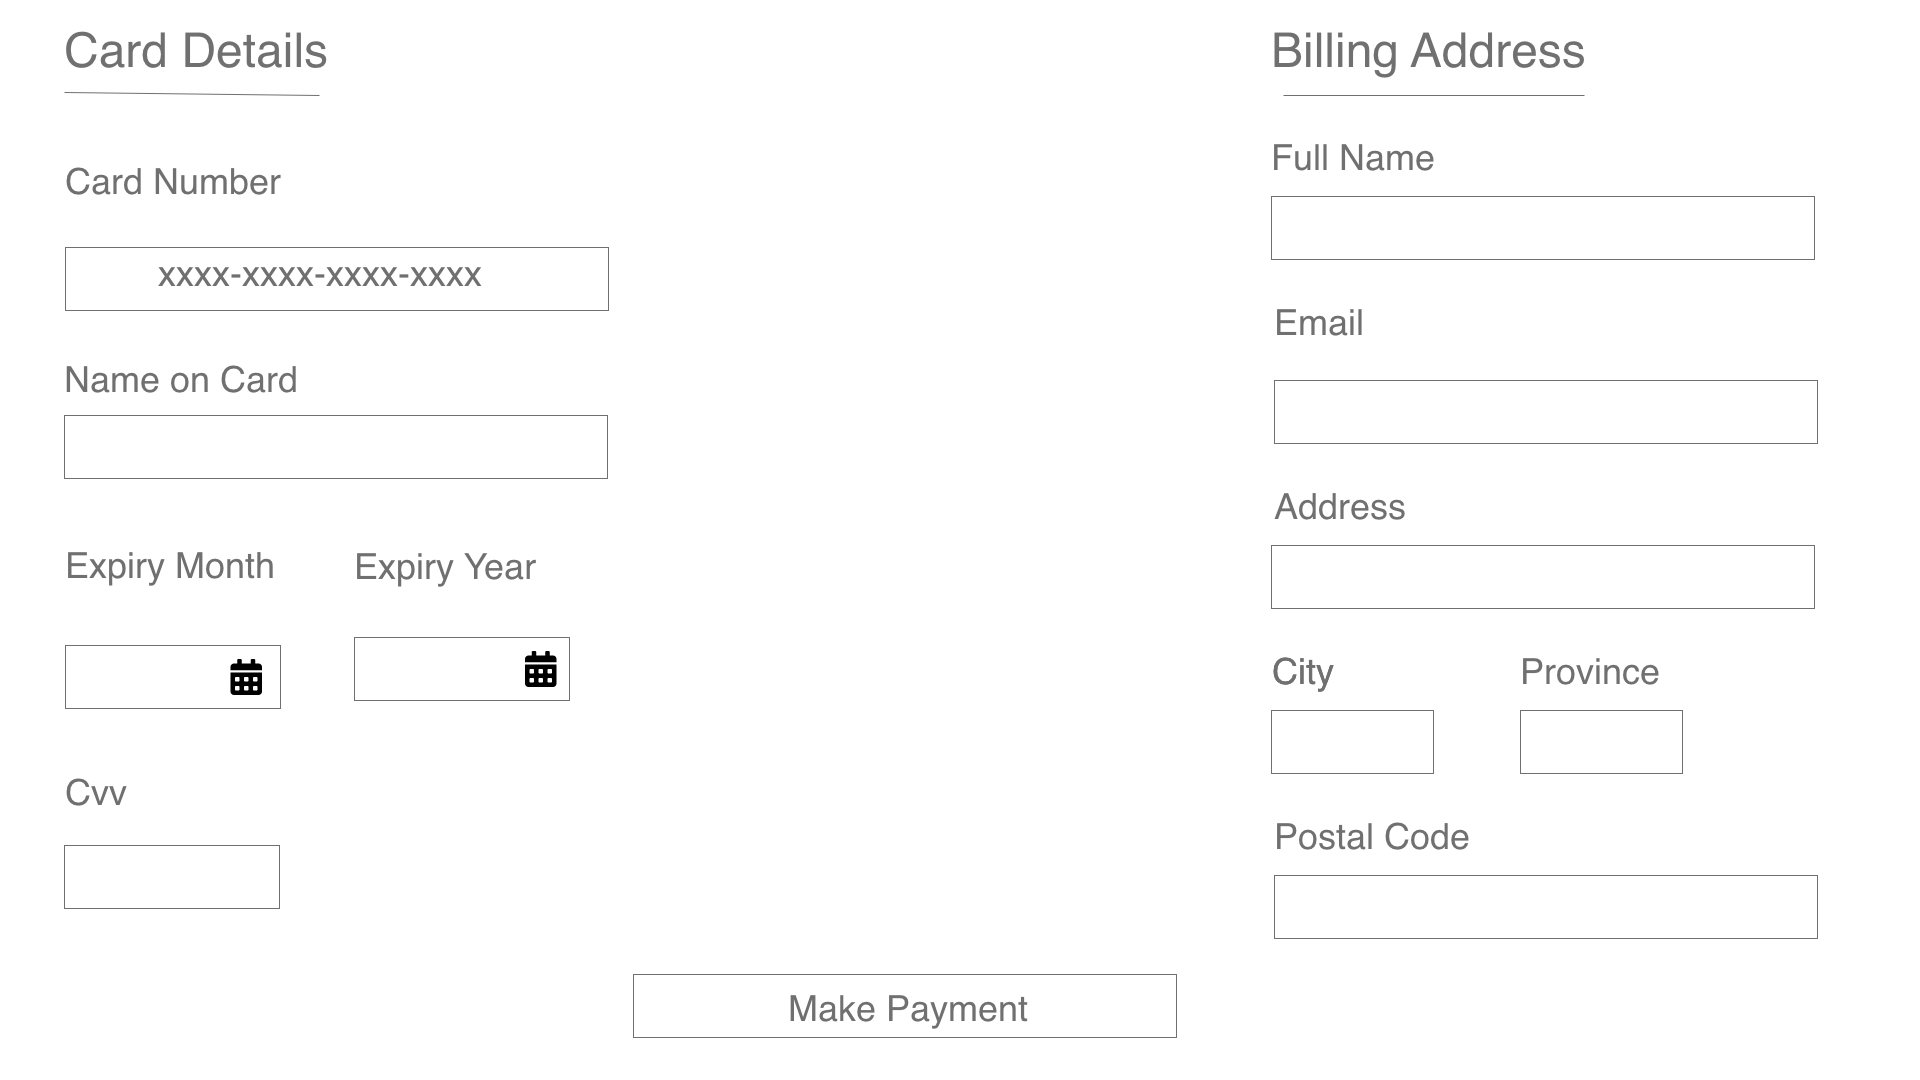 Card Details
Card Number
xxxx-xxxx-xxxx-xxxx
Name on Card
Expiry Month
Expiry Year
Cvv
Billing Address
Full Name
Email
Address
City
Province
Postal Code
Make Payment